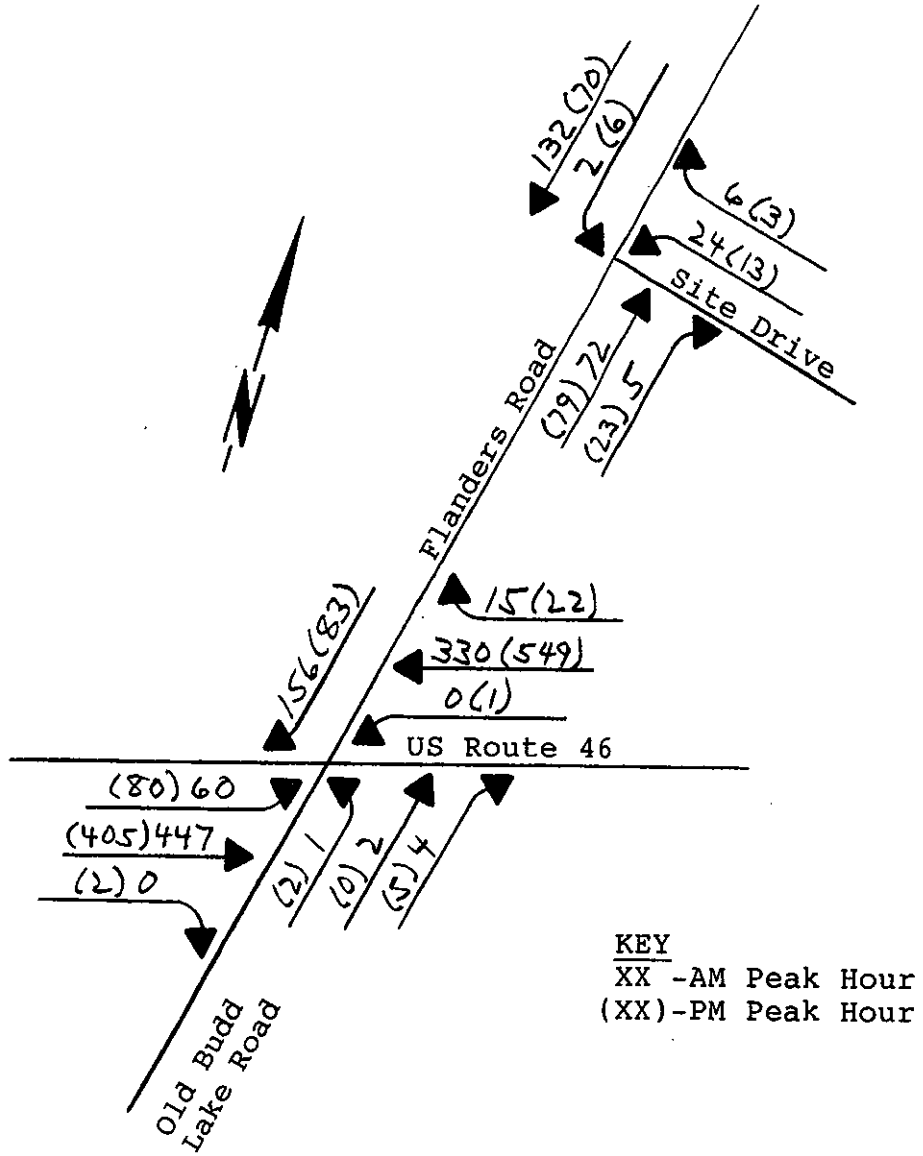 132 (70)
2 (6)
6 (3)
24 (13)
Site Drive
(79) 72
(23) 5
N
Flanders Road
15 (22)
330 (549)
0 (1)
156 (83)
US Route 46
(80) 60
(405) 447
(2) 0
(2) 1
(0) 2
(5) 4
KEY
XX -AM Peak Hour
(XX)-PM Peak Hour
Old Budd
Lake Road